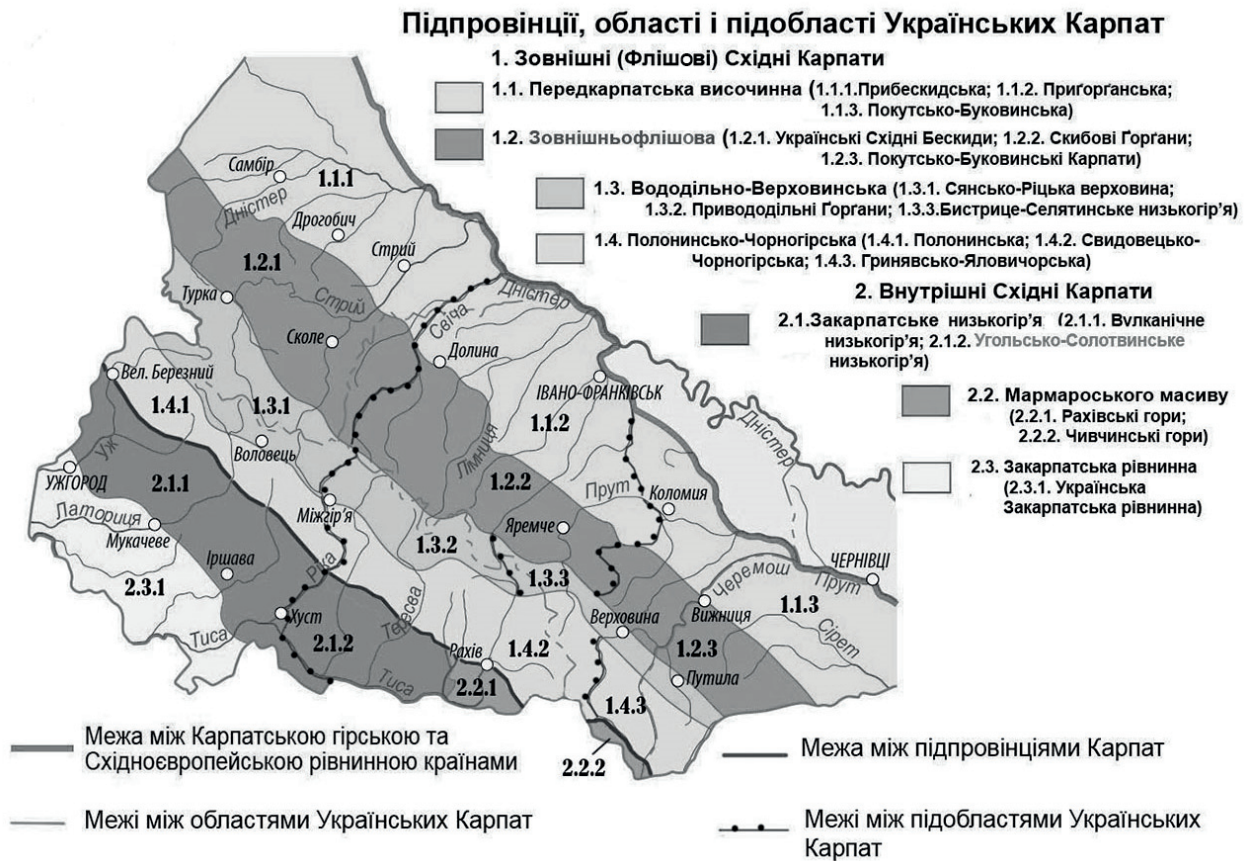 Підпровінції, області і підобласті Українських Карпат
1. Зовнішні (Флішові) Східні Карпати
1.1. Передкарпатська височинна (1.1.1.Прибескидська; 1.1.2. Приґорґанська;
1.1.3. Покутсько-Буковинська)
1.2. Зовнішньофлішова (1.2.1. Українські Східні Бескиди; 1.2.2. Скибові Ґорґани;
1.2.3. Покутсько-Буковинські Карпати)
1.3. Вододільно-Верховинська (1.3.1. Сянсько-Ріцька верховина;
1.3.2. Привододільні Ґорґани; 1.3.3.Бистрице-Селятинське низькогір'я)
1.4. Полонинсько-Чорногірська (1.4.1. Полонинська; 1.4.2. Свидовецько-
Чорногірська; 1.4.3. Гринявсько-Яловичорська)
2. Внутрішні Східні Карпати
2.1.Закарпатське низькогір'я (2.1.1. Вулканічне
низькогір'я; 2.1.2. Угольсько-Солотвинське
низькогір'я)
2.2. Мармароського масиву
(2.2.1. Рахівські гори;
2.2.2. Чивчинські гори)
2.3. Закарпатська рівнинна
(2.3.1. Українська
Закарпатська рівнинна)
Самбір
1.1.1
Дністер
Дрогобич
Стрий
1.2.1
Турка
Стрий
Дністер
Свіча
Сколе
Долина
Вел. Березний
ІВАНО-ФРАНКІВСЬК
1.4.1
1.3.1
1.1.2
Дністер
Уж
Воловець
Лімниця
УЖГОРОД
2.1.1
1.2.2
Прут
Коломия
Латориця
Міжгір'я
Мукачеве
Яремче
1.3.2
Іршава
Ріка
1.3.3
ЧЕРНІВЦІ
2.3.1
Черемош
Прут
Хуст
Тересва
Верховина
Вижниця
1.1.3
Тиса
2.1.2
Рахів
1.4.2
1.2.3
Сірет
Тиса
2.2.1
Путила
1.4.3
2.2.2
Межа між Карпатською гірською та
Східноєвропейською рівнинною країнами
Межа між підпровінціями Карпат
Межі між областями Українських Карпат
Межі між підобластями Українських
Карпат